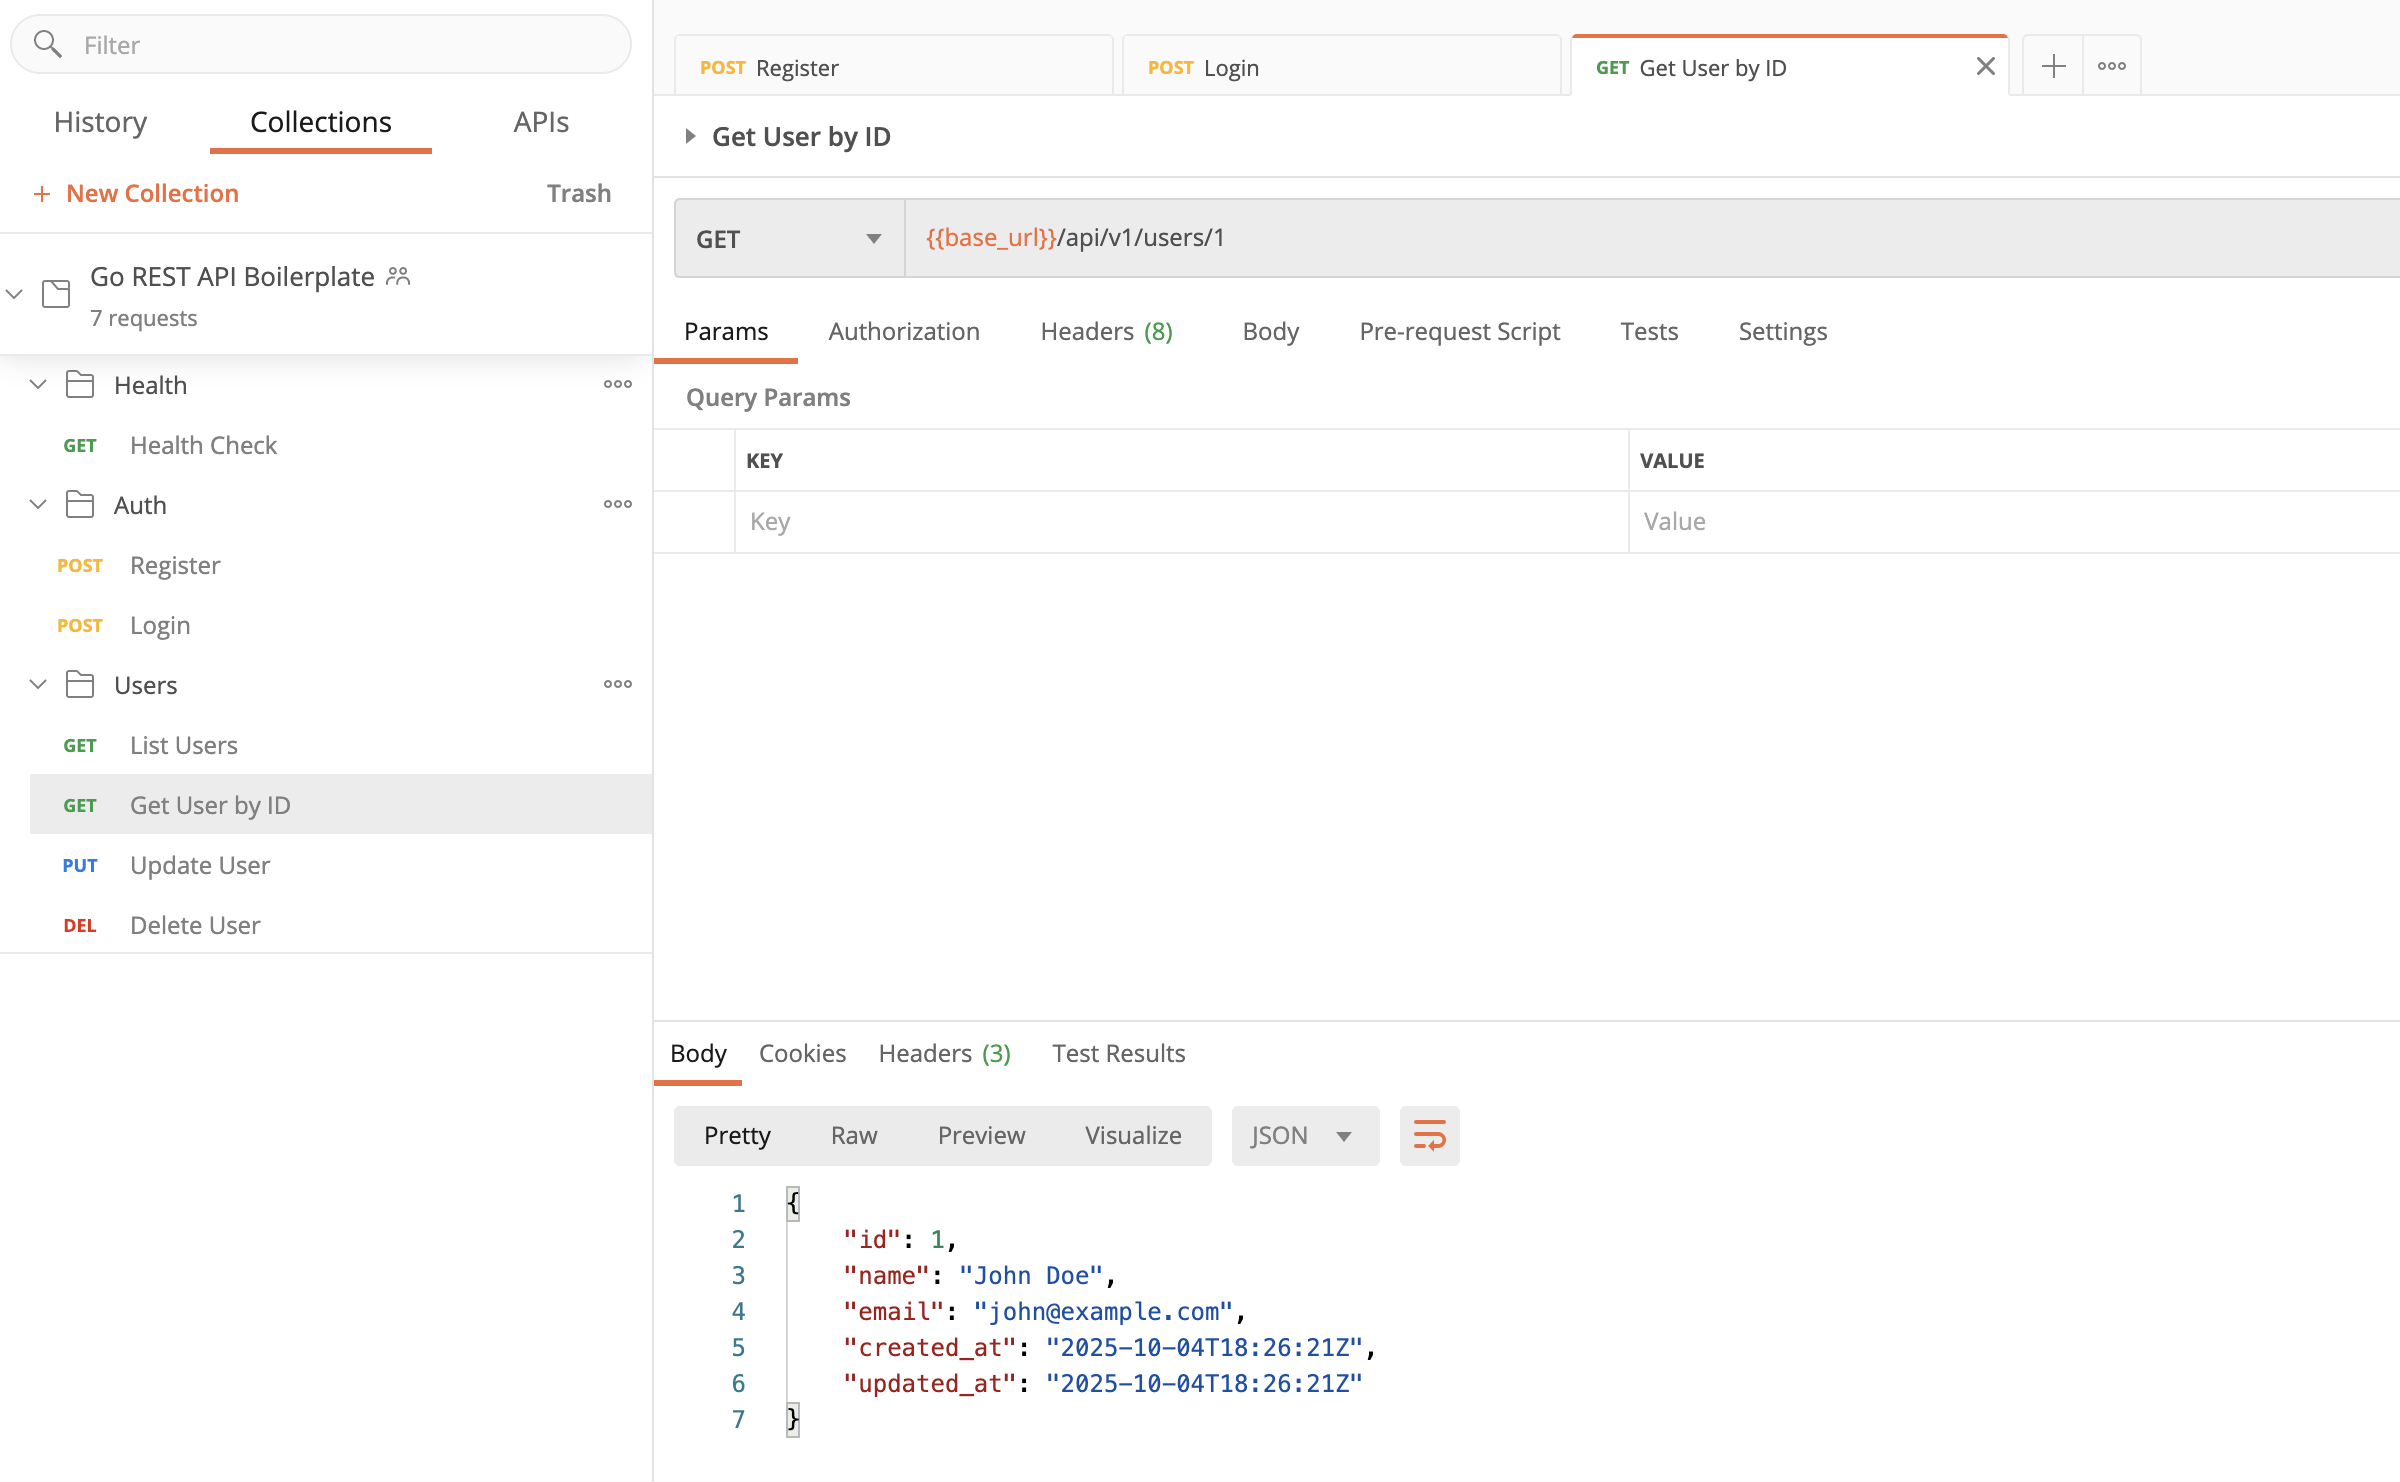 Filter
History Collections APIs
+ New Collection Trash
Go REST API Boilerplate
7 requests
Health
GET Health Check
Auth
POST Register
POST Login
Users
GET List Users
GET Get User by ID
PUT Update User
DEL Delete User
POST Register POST Login GET Get User by ID
Get User by ID
GET {{base_url}}/api/v1/users/1
Params Authorization Headers (8) Body Pre-request Script Tests Settings
Query Params
KEY VALUE
Key Value
Body Cookies Headers (3) Test Results
Pretty Raw Preview Visualize JSON
1 {
2 "id": 1,
3 "name": "John Doe",
4 "email": "john@example.com",
5 "created_at": "2025-10-04T18:26:21Z",
6 "updated_at": "2025-10-04T18:26:21Z"
7 }